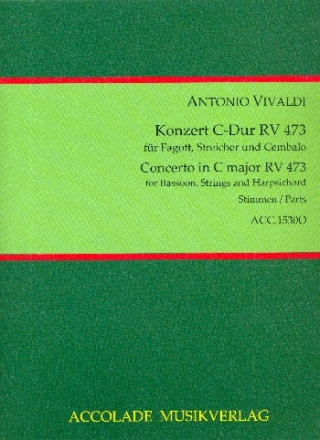 ANTONIO VIVALDI
Konzert C-Dur RV 473
für Fagott, Streicher und Cembalo
Concerto in C major RV 473
for Bassoon, Strings and Harpsichord
Stimmen / Parts
ACC.1530O
ACCOLADE MUSIKVERLAG